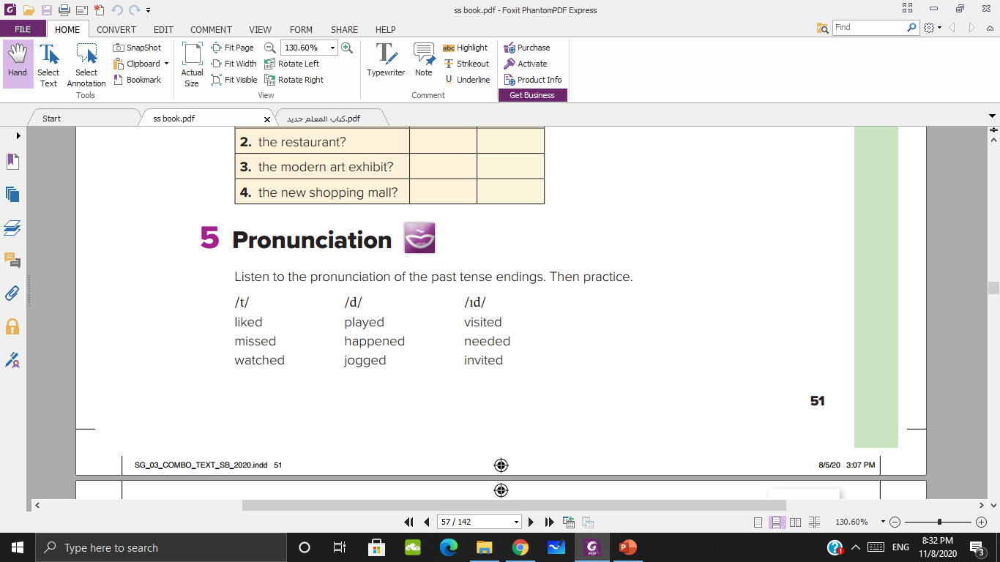 ss book.pdf - Foxit PhantomPDF Express
FILE HOME CONVERT EDIT COMMENT VIEW FORM SHARE HELP Find
Hand
Select
Text
Select
Annotation
SnapShot
Clipboard
Bookmark
Tools
Actual
Size
Fit Page
Fit Width
Fit Visible
130.60%
Rotate Left
Rotate Right
View
Typewriter
Note
abc Highlight
T Strikeout
U Underline
Comment
Purchase
Activate
Product Info
Get Business
Start ss book.pdf كتاب المعلم جديد.pdf
2. the restaurant?
3. the modern art exhibit?
4. the new shopping mall?
5 Pronunciation
Listen to the pronunciation of the past tense endings. Then practice.
/t/ /d/ /ɪd/
liked played visited
missed happened needed
watched jogged invited
51
SG_03_COMBO_TEXT_SB_2020.indd 51 8/5/20 3:07 PM
57 / 142 130.60%
Type here to search
ENG
8:32 PM
11/8/2020
3